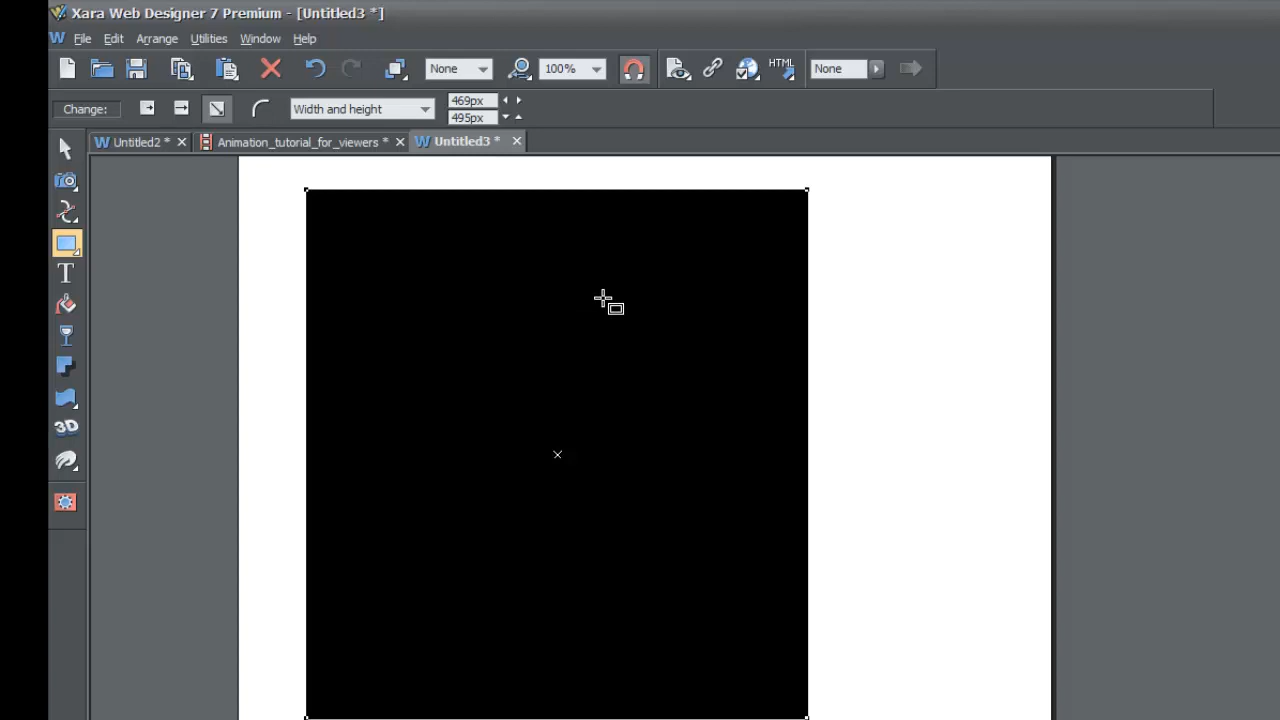 Xara Web Designer 7 Premium - [Untitled3 *]
W File Edit Arrange Utilities Window Help
None 100% HTML None
Change: Width and height 469px
495px
W Untitled2 * Animation_tutorial_for_viewers * W Untitled3 *
T
3D